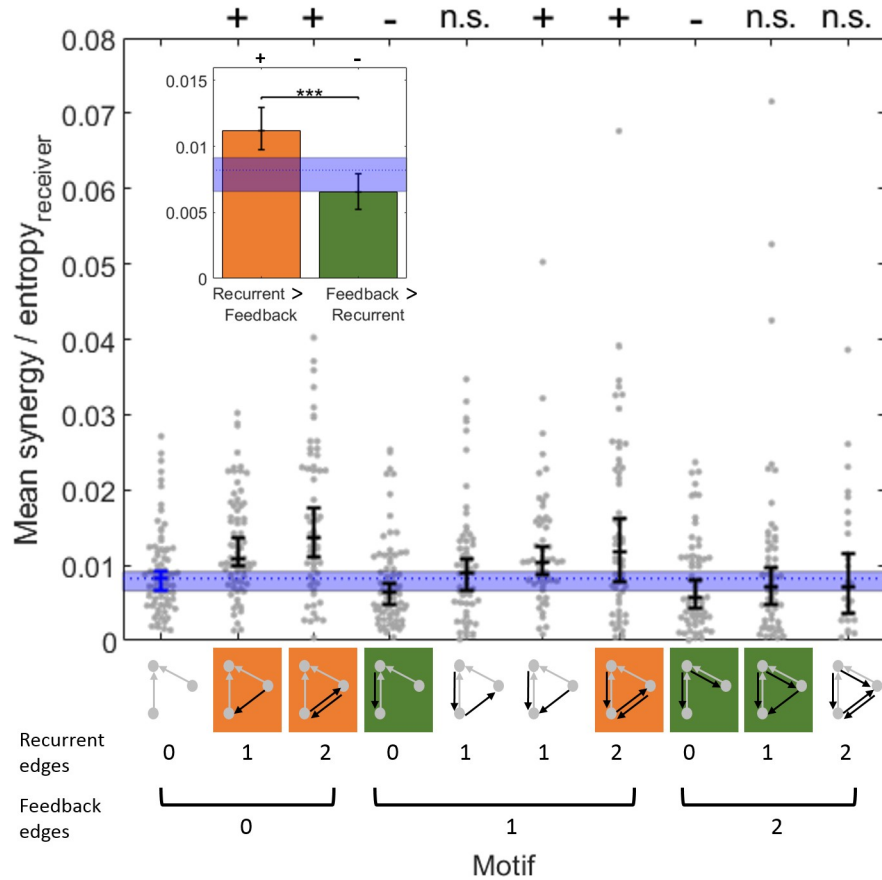 + + - n.s. + + - n.s. n.s.
0.08
0.07
0.06
0.05
0.04
0.03
0.02
0.01
0
Mean synergy / entropy receiver
+ -
***
0.015
0.01
0.005
0
Recurrent > Feedback >
Feedback Recurrent
Recurrent
edges
0 1 2 0 1 1 2 0 1 2
Feedback
edges
0 1 2
Motif